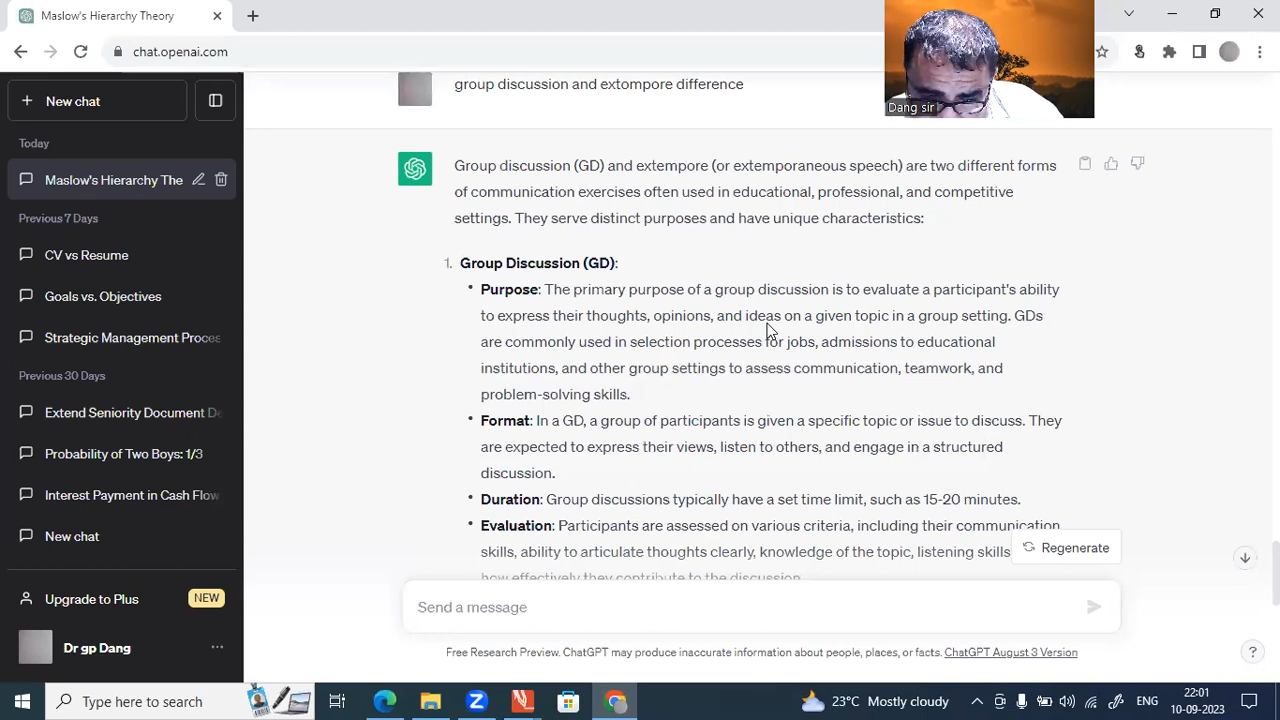 Maslow's Hierarchy Theory
chat.openai.com
New chat
Today
Maslow's Hierarchy The
Previous 7 Days
CV vs Resume
Goals vs. Objectives
Strategic Management Proces
Previous 30 Days
Extend Seniority Document De
Probability of Two Boys: 1/3
Interest Payment in Cash Flow
New chat
Upgrade to Plus
NEW
Dr gp Dang
group discussion and extompore difference
Dang sir
Group discussion (GD) and extempore (or extemporaneous speech) are two different forms
of communication exercises often used in educational, professional, and competitive
settings. They serve distinct purposes and have unique characteristics:
1. Group Discussion (GD):
• Purpose: The primary purpose of a group discussion is to evaluate a participant's ability
to express their thoughts, opinions, and ideas on a given topic in a group setting. GDs
are commonly used in selection processes for jobs, admissions to educational
institutions, and other group settings to assess communication, teamwork, and
problem-solving skills.
• Format: In a GD, a group of participants is given a specific topic or issue to discuss. They
are expected to express their views, listen to others, and engage in a structured
discussion.
• Duration: Group discussions typically have a set time limit, such as 15-20 minutes.
• Evaluation: Participants are assessed on various criteria, including their communication
skills, ability to articulate thoughts clearly, knowledge of the topic, listening skills
how effectively they contribute to the discussion.
Regenerate
Send a message
Free Research Preview. ChatGPT may produce inaccurate information about people, places, or facts. ChatGPT August 3 Version
?
Type here to search
23°C Mostly cloudy
ENG
22:01
10-09-2023